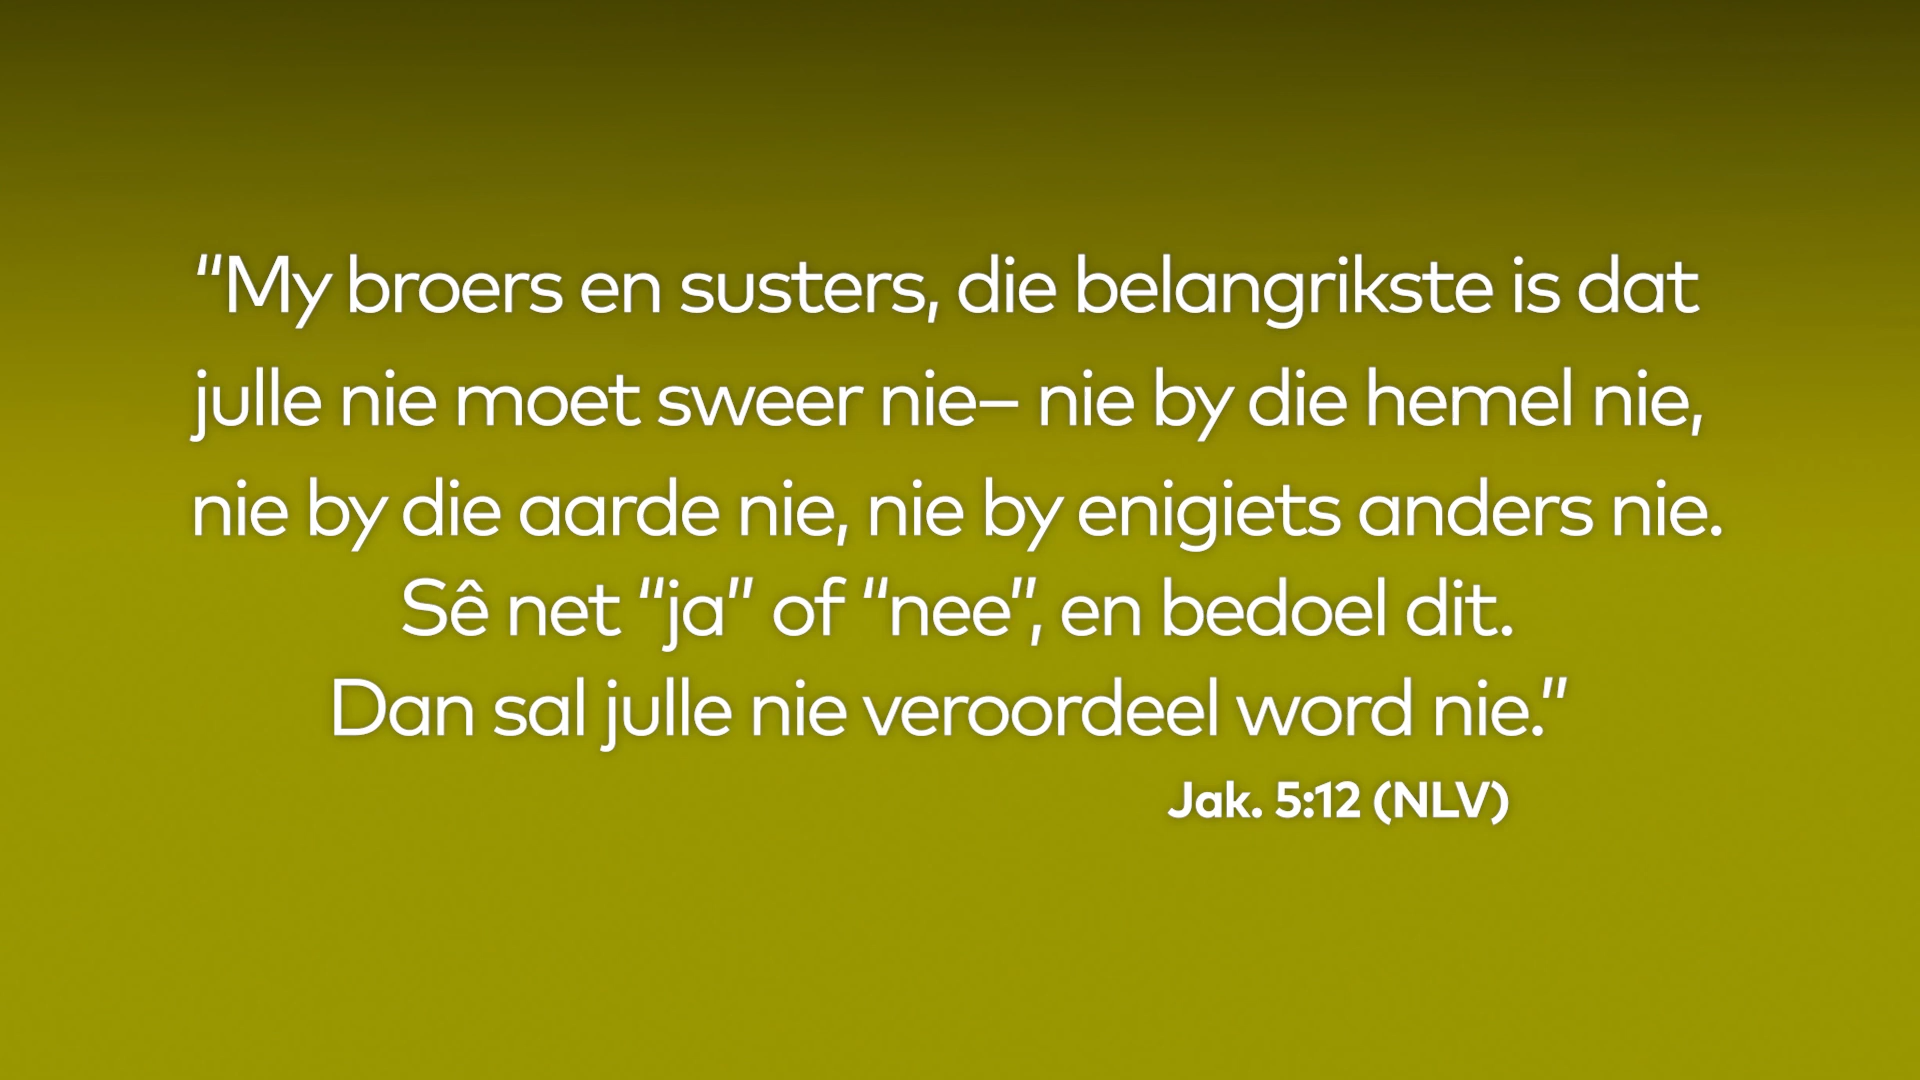 “My broers en susters, die belangrikste is dat
julle nie moet sweer nie– nie by die hemel nie,
nie by die aarde nie, nie by enigiets anders nie.
Sê net “ja” of “nee”, en bedoel dit.
Dan sal julle nie veroordeel word nie.”
Jak. 5:12 (NLV)